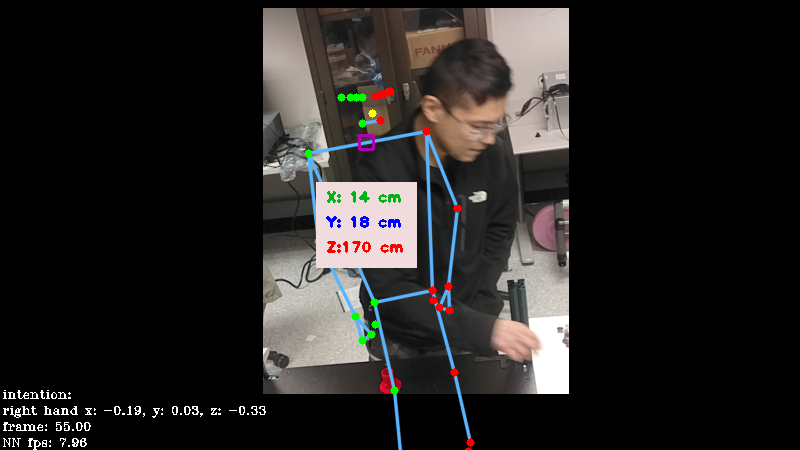 FANU
X: 14 cm
Y: 18 cm
Z:170 cm
intention:
right hand x: −0.19, y: 0.03, z: −0.33
frame: 55.00
NN fps: 7.96